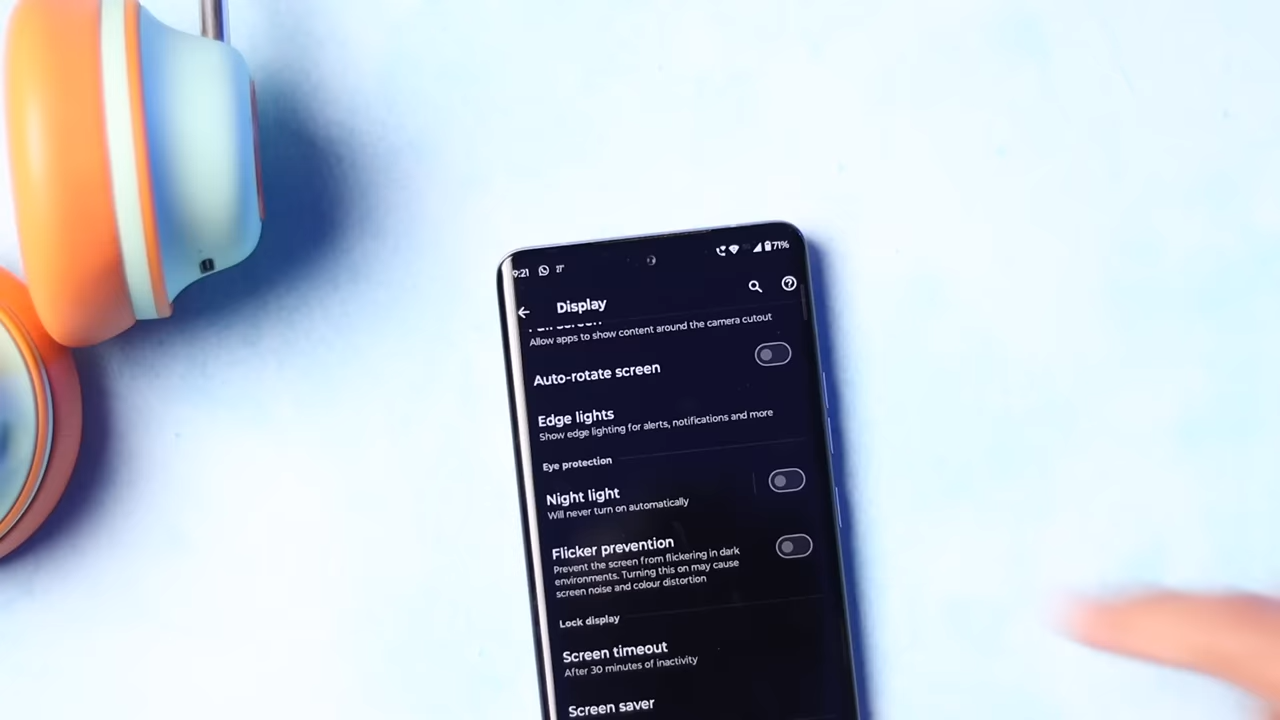 9:21
71%
Display
Allow apps to show content around the camera cutout
Auto-rotate screen
Edge lights
Show edge lighting for alerts, notifications and more
Eye protection
Night light
Will never turn on automatically
Flicker prevention
Prevent the screen from flickering in dark
environments. Turning this on may cause
screen noise and colour distortion
Lock display
Screen timeout
After 30 minutes of inactivity
Screen saver